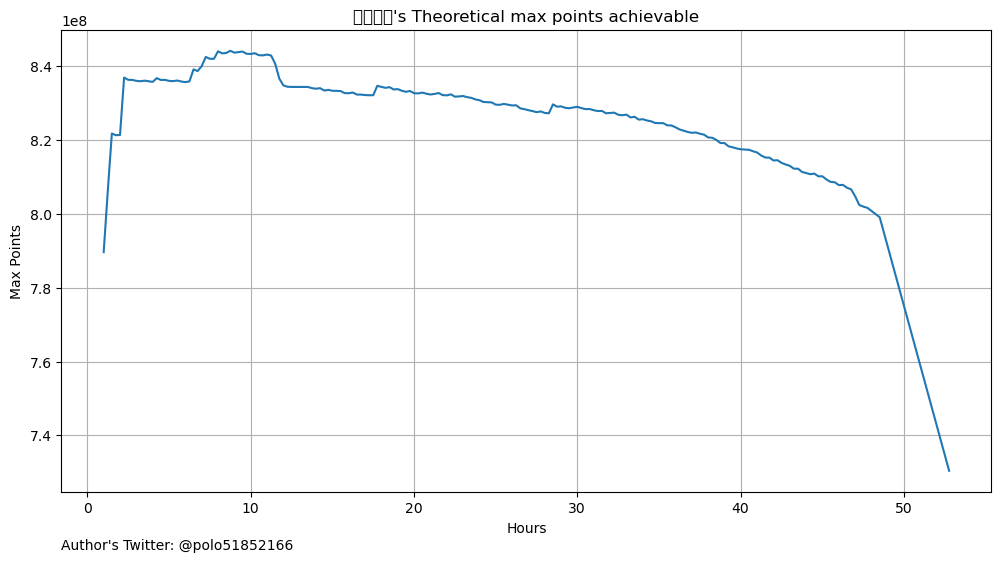 's Theoretical max points achievable
1e8
8.4
8.2
8.0
7.8
7.6
7.4
Max Points
0 10 20 30 40 50
Hours
Author's Twitter: @polo51852166